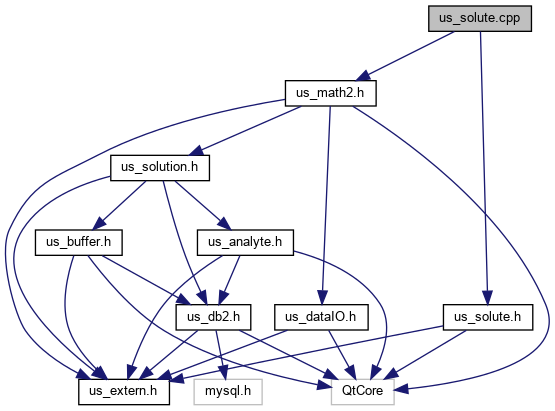 us_solute.cpp
us_math2.h
us_solution.h
us_buffer.h
us_analyte.h
us_db2.h
us_dataIO.h
us_solute.h
us_extern.h
mysql.h
QtCore